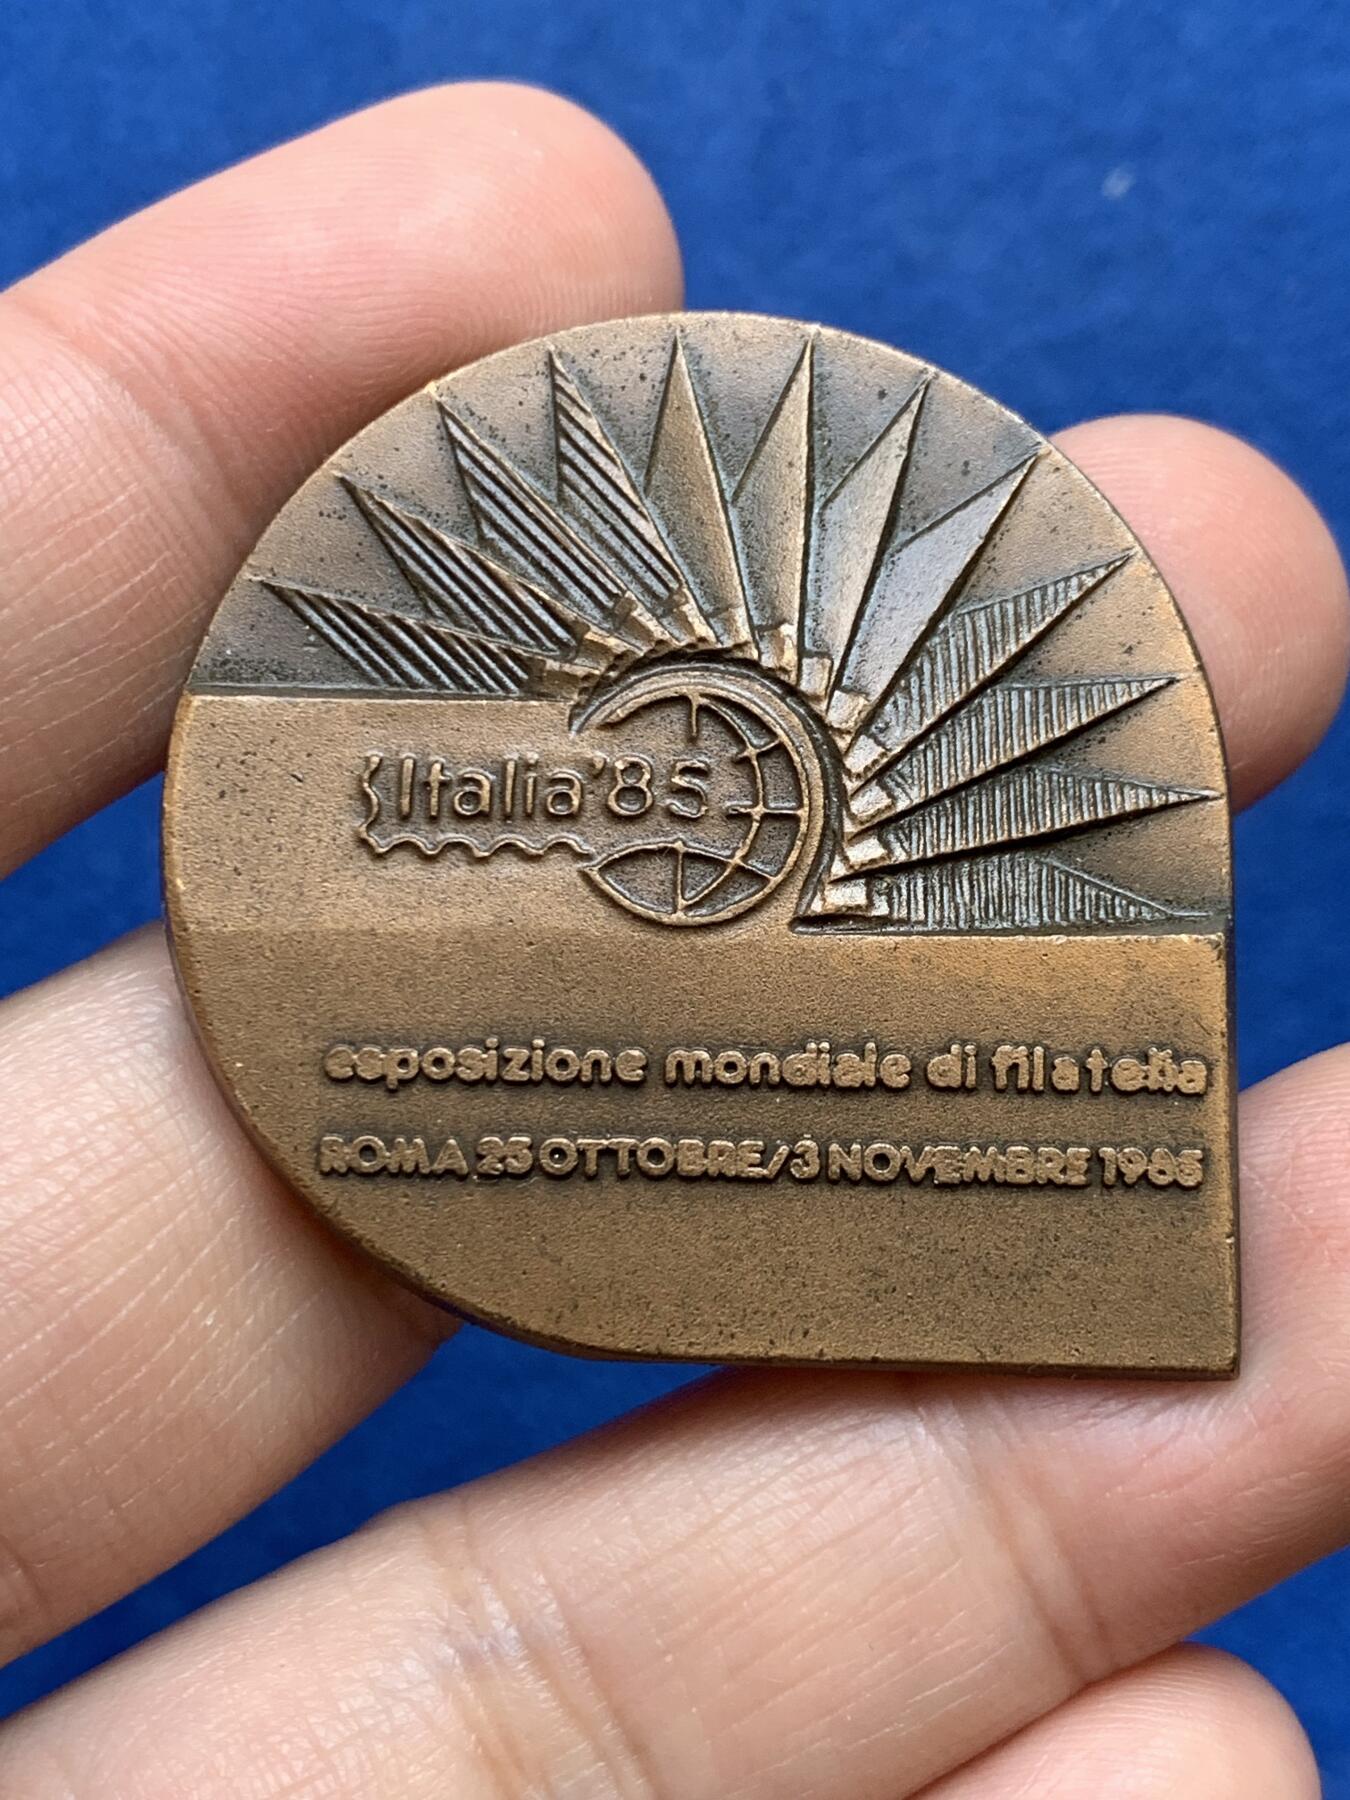 Italia'85
esposizione mondiale di filatelia
ROMA 25 OTTOBRE/3 NOVEMBRE 1985